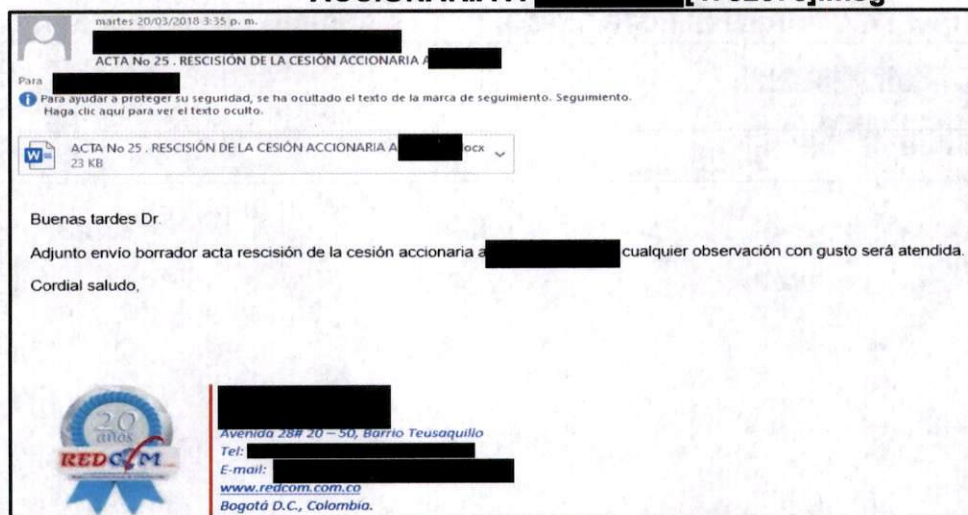 martes 20/03/2018 3:35 p. m.
ACTA No 25 . RESCISIÓN DE LA CESIÓN ACCIONARIA A
Para
Para ayudar a proteger su seguridad, se ha ocultado el texto de la marca de seguimiento. Seguimiento.
Haga clic aquí para ver el texto oculto.
ACTA No 25 . RESCISIÓN DE LA CESIÓN ACCIONARIA A ocx
23 KB
Buenas tardes Dr.
Adjunto envío borrador acta rescisión de la cesión accionaria a cualquier observación con gusto será atendida.
Cordial saludo,
20
años
REDCOM
Avenida 28# 20 – 50, Barrio Teusaquillo
Tel:
E-mail:
www.redcom.com.co
Bogotá D.C., Colombia.